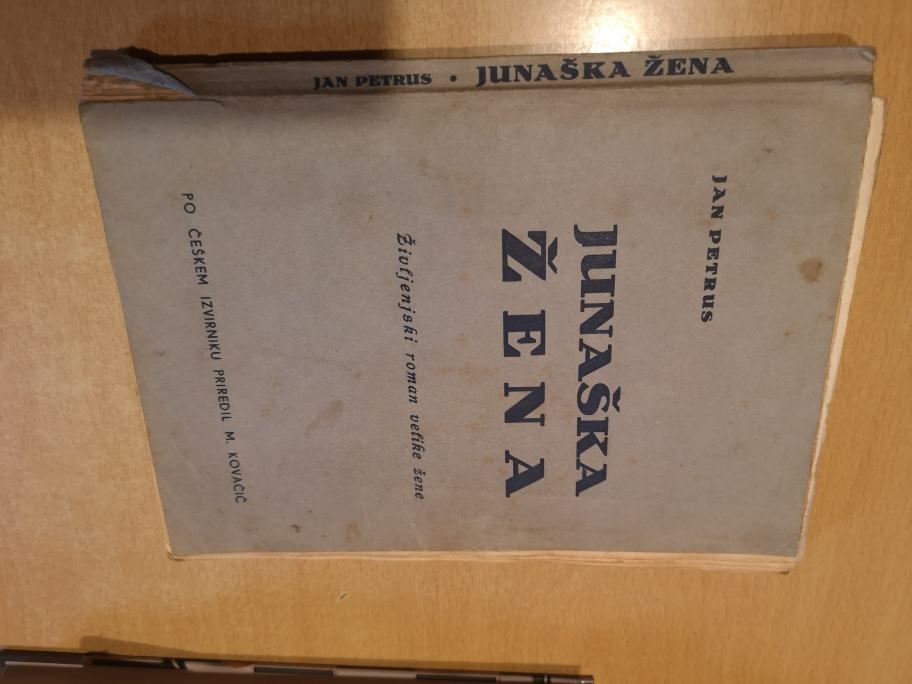 JAN PETRUS • JUNAŠKA ŽENA
JAN PETRUS
JUNAŠKA
ŽENA
Življenjski roman velike žene
PO ČEŠKEM IZVIRNIKU PRIREDIL M. KOVAČIČ